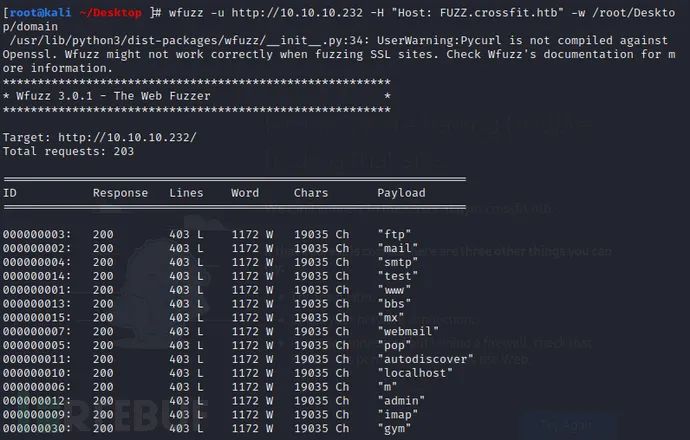 [root@kali ~/Desktop ]# wfuzz -u http://10.10.10.232 -H "Host: FUZZ.crossfit.htb" -w /root/Deskto
p/domain
 /usr/lib/python3/dist-packages/wfuzz/__init__.py:34: UserWarning:Pycurl is not compiled against
Openssl. Wfuzz might not work correctly when fuzzing SSL sites. Check Wfuzz's documentation for m
ore information.
********************************************************
* Wfuzz 3.0.1 - The Web Fuzzer                         *
********************************************************
Target: http://10.10.10.232/
Total requests: 203
=====================================================================
ID           Response   Lines    Word       Chars       Payload
=====================================================================
000000003:   200        403 L    1172 W     19035 Ch    "ftp"
000000002:   200        403 L    1172 W     19035 Ch    "mail"
000000004:   200        403 L    1172 W     19035 Ch    "smtp"
000000014:   200        403 L    1172 W     19035 Ch    "test"
000000001:   200        403 L    1172 W     19035 Ch    "www"
000000013:   200        403 L    1172 W     19035 Ch    "bbs"
000000015:   200        403 L    1172 W     19035 Ch    "mx"
000000007:   200        403 L    1172 W     19035 Ch    "webmail"
000000005:   200        403 L    1172 W     19035 Ch    "pop"
000000011:   200        403 L    1172 W     19035 Ch    "autodiscover"
000000010:   200        403 L    1172 W     19035 Ch    "localhost"
000000006:   200        403 L    1172 W     19035 Ch    "m"
000000012:   200        403 L    1172 W     19035 Ch    "admin"
000000009:   200        403 L    1172 W     19035 Ch    "imap"
000000030:   200        403 L    1172 W     19035 Ch    "gym"
Try Again